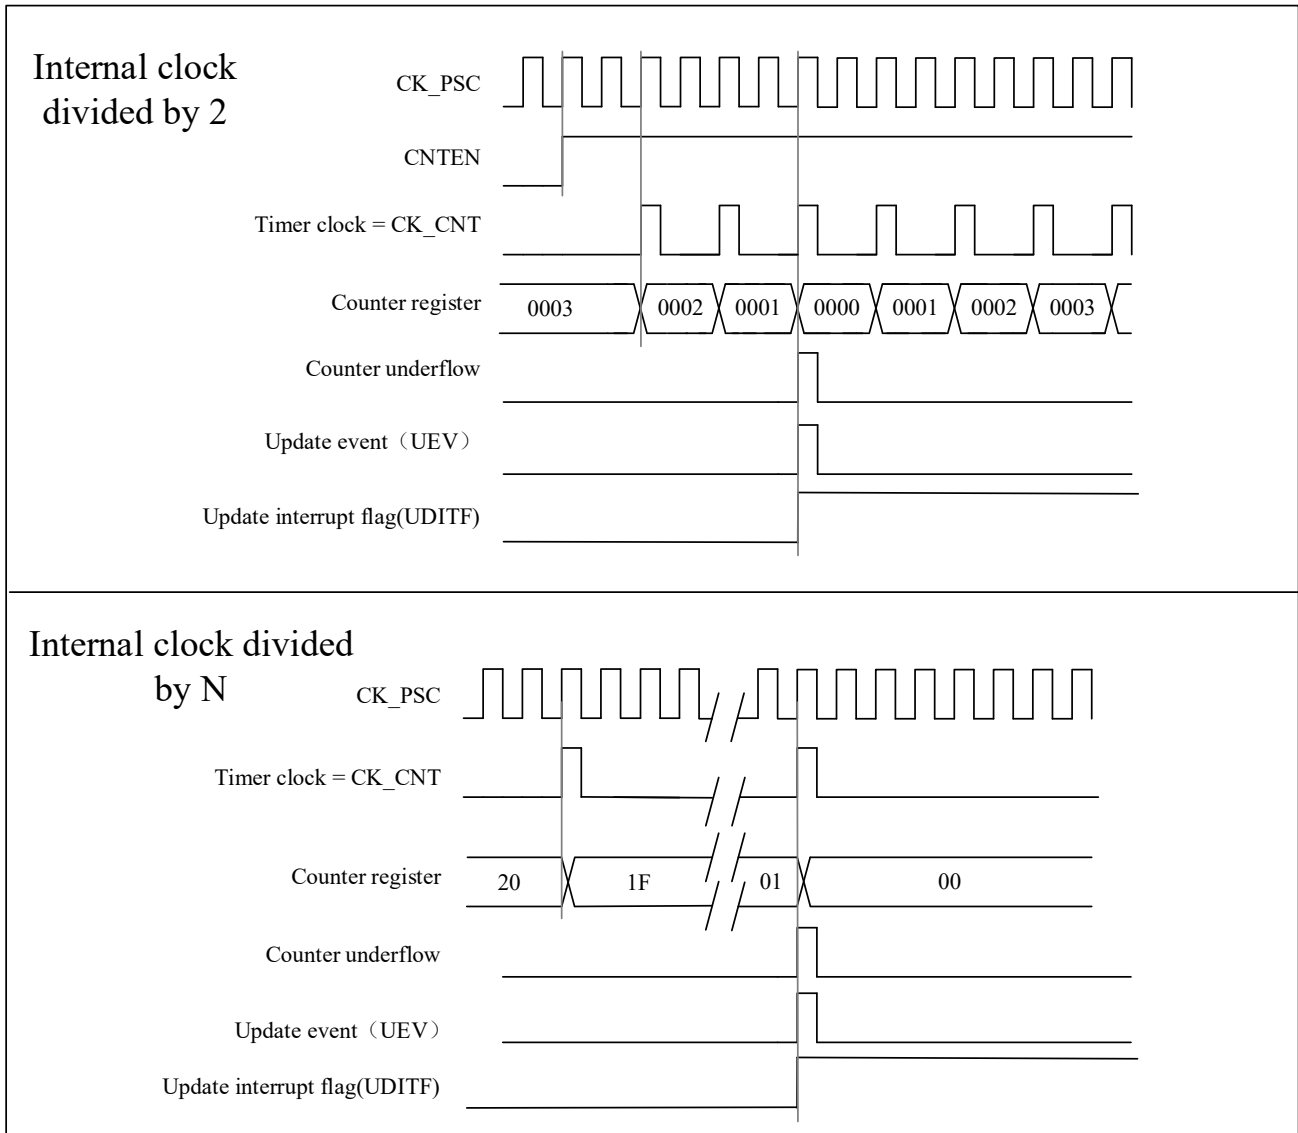 Internal clock
divided by 2
CK_PSC
CNTEN
Timer clock = CK_CNT
Counter register
0003 0002 0001 0000 0001 0002 0003
Counter underflow
Update event（UEV）
Update interrupt flag(UDITF)
Internal clock divided
by N
CK_PSC
Timer clock = CK_CNT
Counter register
20 1F 01 00
Counter underflow
Update event（UEV）
Update interrupt flag(UDITF)